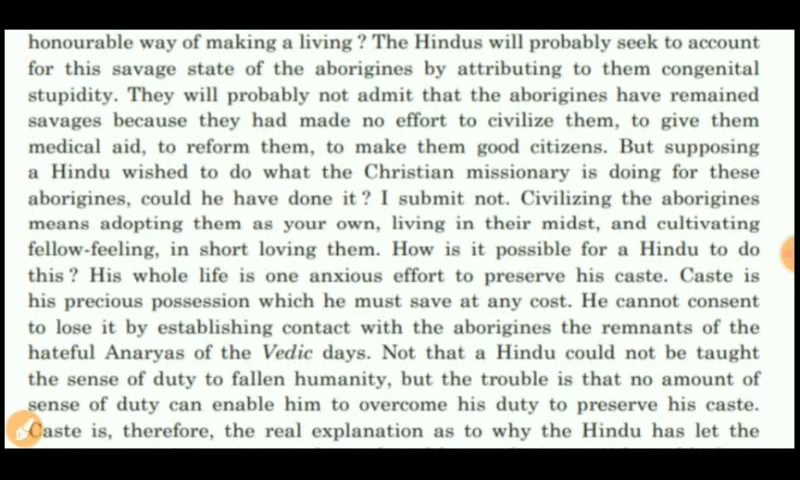 honourable way of making a living ? The Hindus will probably seek to account
for this savage state of the aborigines by attributing to them congenital
stupidity. They will probably not admit that the aborigines have remained
savages because they had made no effort to civilize them, to give them
medical aid, to reform them, to make them good citizens. But supposing
a Hindu wished to do what the Christian missionary is doing for these
aborigines, could he have done it ? I submit not. Civilizing the aborigines
means adopting them as your own, living in their midst, and cultivating
fellow-feeling, in short loving them. How is it possible for a Hindu to do
this ? His whole life is one anxious effort to preserve his caste. Caste is
his precious possession which he must save at any cost. He cannot consent
to lose it by establishing contact with the aborigines the remnants of the
hateful Anaryas of the Vedic days. Not that a Hindu could not be taught
the sense of duty to fallen humanity, but the trouble is that no amount of
sense of duty can enable him to overcome his duty to preserve his caste.
Caste is, therefore, the real explanation as to why the Hindu has let the